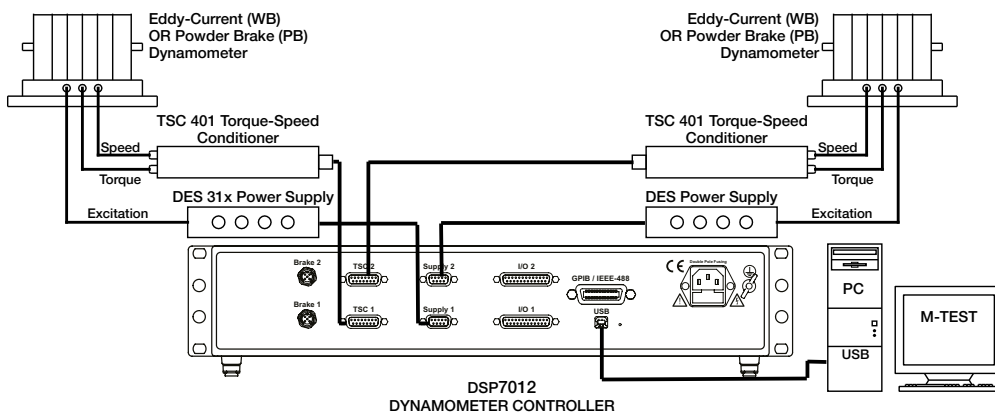 Eddy-Current (WB)
OR Powder Brake (PB)
Dynamometer
Eddy-Current (WB)
OR Powder Brake (PB)
Dynamometer
TSC 401 Torque-Speed
Conditioner
TSC 401 Torque-Speed
Conditioner
Speed
Torque
Speed
Torque
Excitation
DES 31x Power Supply
DES Power Supply
Excitation
Brake 2
TSC 2
Supply 2
I/O 2
GPIB / IEEE-488
Double Pole Fusing
CE
Brake 1
TSC 1
Supply 1
I/O 1
USB
PC
USB
M-TEST
DSP7012
DYNAMOMETER CONTROLLER